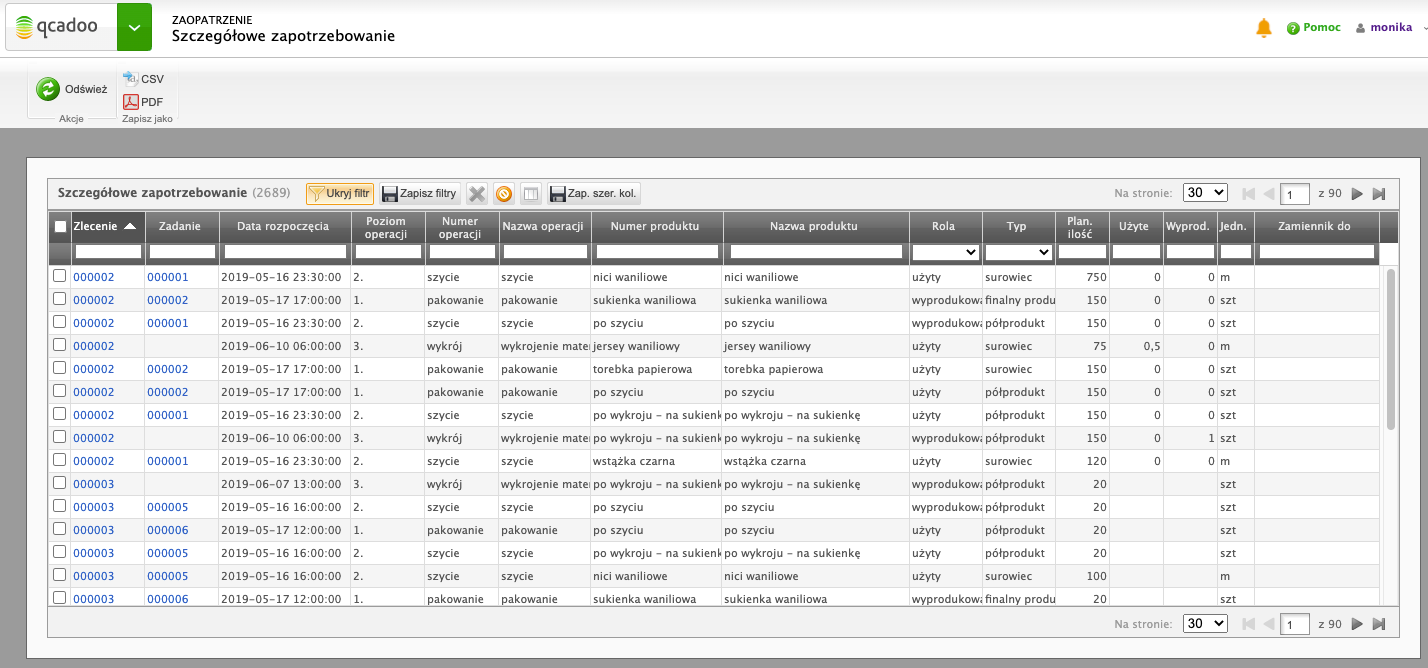 qcadoo
ZAOPATRZENIE
Szczegółowe zapotrzebowanie
Pomoc monika
Odśwież
CSV
PDF
Akcje Zapisz jako
Szczegółowe zapotrzebowanie (2689) Ukryj filtr Zapisz filtry Zap. szer. kol. Na stronie: 30 1 z 90
Zlecenie Zadanie Data rozpoczęcia Poziom operacji Numer operacji Nazwa operacji Numer produktu Nazwa produktu Rola Typ Plan. ilość Użyte Wyprod. Jedn. Zamiennik do
000002 000001 2019-05-16 23:30:00 2. szycie szycie nici waniliowe nici waniliowe użyty surowiec 750 0 0 m
000002 000002 2019-05-17 17:00:00 1. pakowanie pakowanie sukienka waniliowa sukienka waniliowa wyprodukowa finalny produ 150 0 0 szt
000002 000001 2019-05-16 23:30:00 2. szycie szycie po szyciu po szyciu wyprodukowa półprodukt 150 0 0 szt
000002 2019-06-10 06:00:00 3. wykrój wykrojenie mate jersey waniliowy jersey waniliowy użyty surowiec 75 0,5 0 m
000002 000002 2019-05-17 17:00:00 1. pakowanie pakowanie torebka papierowa torebka papierowa użyty surowiec 150 0 0 szt
000002 000002 2019-05-17 17:00:00 1. pakowanie pakowanie po szyciu po szyciu użyty półprodukt 150 0 0 szt
000002 000001 2019-05-16 23:30:00 2. szycie szycie po wykroju - na sukienk po wykroju - na sukienkę użyty półprodukt 150 0 0 szt
000002 2019-06-10 06:00:00 3. wykrój wykrojenie mate po wykroju - na sukienk po wykroju - na sukienkę wyprodukowa półprodukt 150 0 1 szt
000002 000001 2019-05-16 23:30:00 2. szycie szycie wstążka czarna wstążka czarna użyty surowiec 120 0 0 m
000003 2019-06-07 13:00:00 3. wykrój wykrojenie mate po wykroju - na sukienk po wykroju - na sukienkę wyprodukowa półprodukt 20 szt
000003 000005 2019-05-16 16:00:00 2. szycie szycie po szyciu po szyciu wyprodukowa półprodukt 20 szt
000003 000006 2019-05-17 12:00:00 1. pakowanie pakowanie po szyciu po szyciu użyty półprodukt 20 szt
000003 000005 2019-05-16 16:00:00 2. szycie szycie po wykroju - na sukienk po wykroju - na sukienkę użyty półprodukt 20 szt
000003 000005 2019-05-16 16:00:00 2. szycie szycie nici waniliowe nici waniliowe użyty surowiec 100 m
000003 000006 2019-05-17 12:00:00 1. pakowanie pakowanie sukienka waniliowa sukienka waniliowa wyprodukowa finalny produ 20 szt
Na stronie: 30 1 z 90